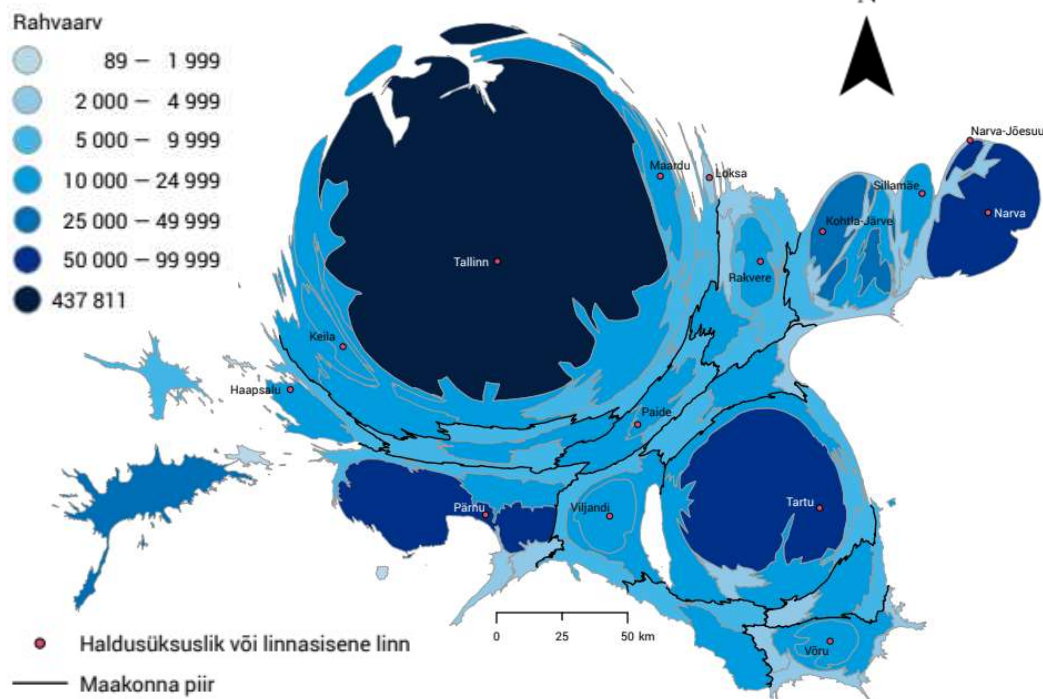 N
Rahvaarv
89 – 1 999
2 000 – 4 999
5 000 – 9 999
10 000 – 24 999
25 000 – 49 999
50 000 – 99 999
437 811
Narva-Jõesuu
Maardu
Loksa
Sillamäe
Narva
Kohtla-Järve
Tallinn
Rakvere
Keila
Haapsalu
Paide
Pärnu
Viljandi
Tartu
0 25 50 km
Võru
Haldusüksuslik või linnasisene linn
Maakonna piir